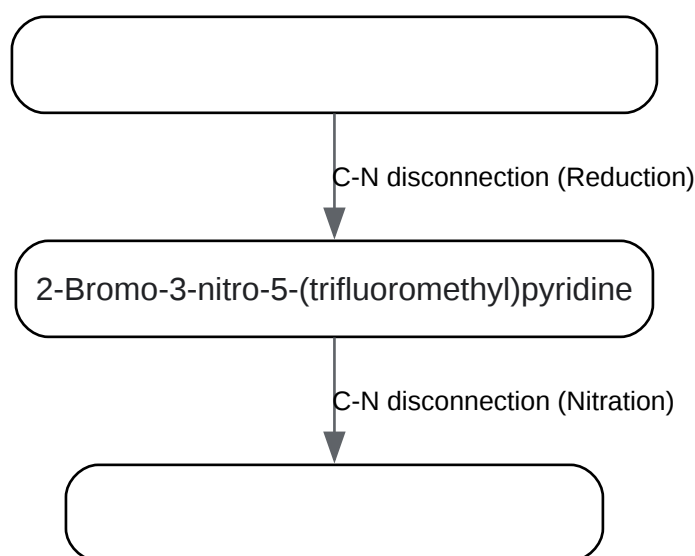 C-N disconnection (Reduction)
2-Bromo-3-nitro-5-(trifluoromethyl)pyridine
C-N disconnection (Nitration)